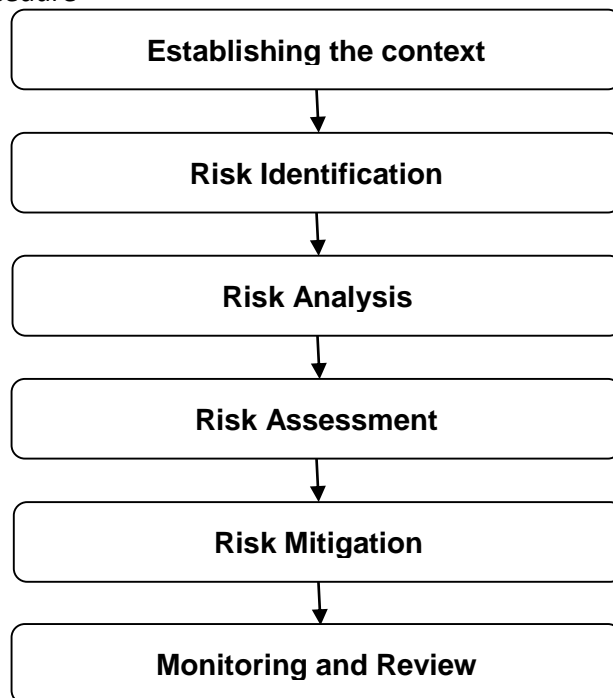 Establishing the context
Risk Identification
Risk Analysis
Risk Assessment
Risk Mitigation
Monitoring and Review